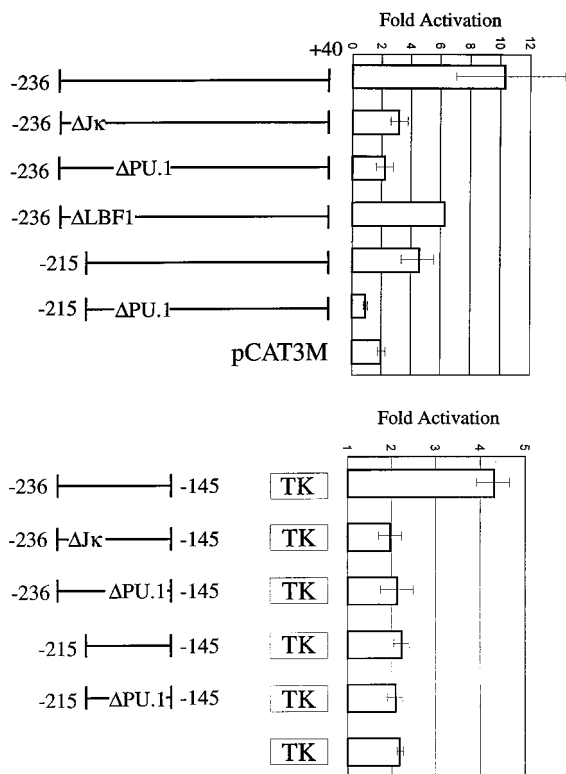 Fold Activation
+40 0 2 4 6 8 10 12
-236
-236 ΔJκ
-236 ΔPU.1
-236 ΔLBF1
-215
-215 ΔPU.1
pCAT3M
Fold Activation
1 2 3 4 5
-236 -145 TK
-236 ΔJκ -145 TK
-236 ΔPU.1 -145 TK
-215 -145 TK
-215 ΔPU.1 -145 TK
TK